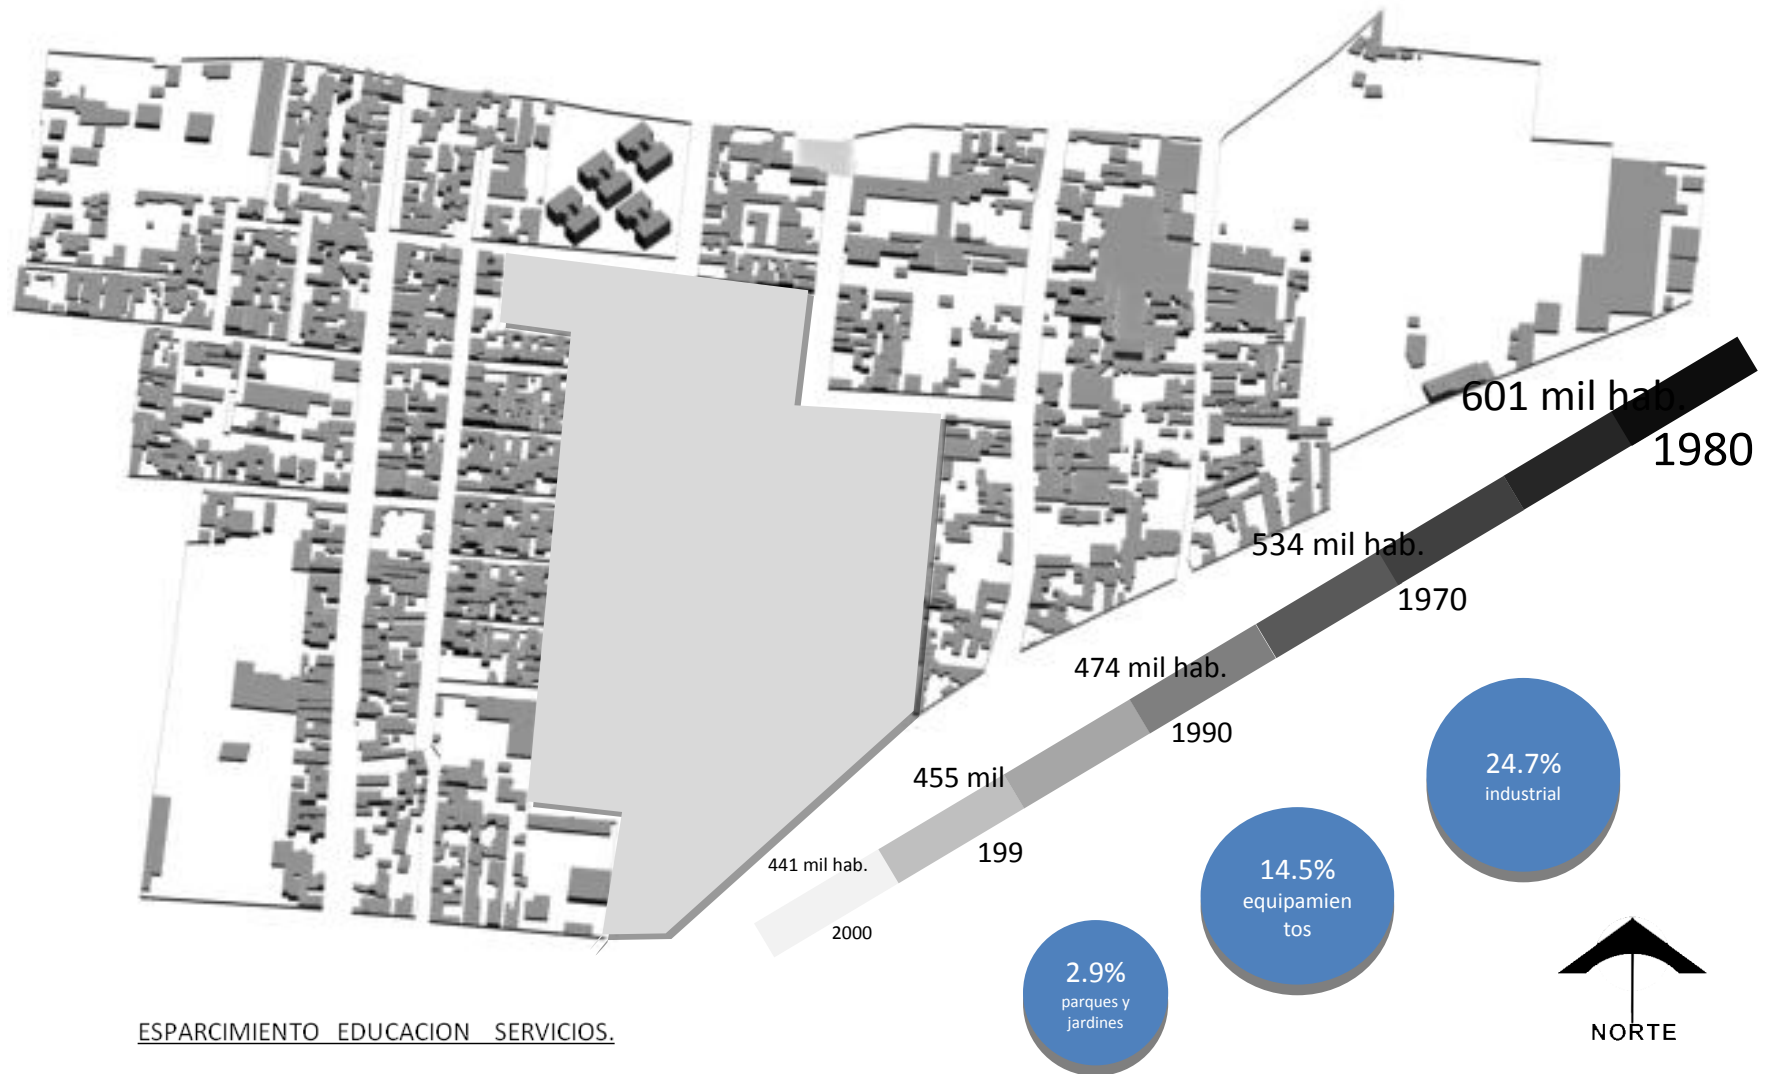 601 mil hab.
1980
534 mil hab.
1970
474 mil hab.
1990
455 mil
199
441 mil hab.
2000
24.7%
industrial
14.5%
equipamien
tos
2.9%
parques y
jardines
NORTE
ESPARCIMIENTO EDUCACION SERVICIOS.